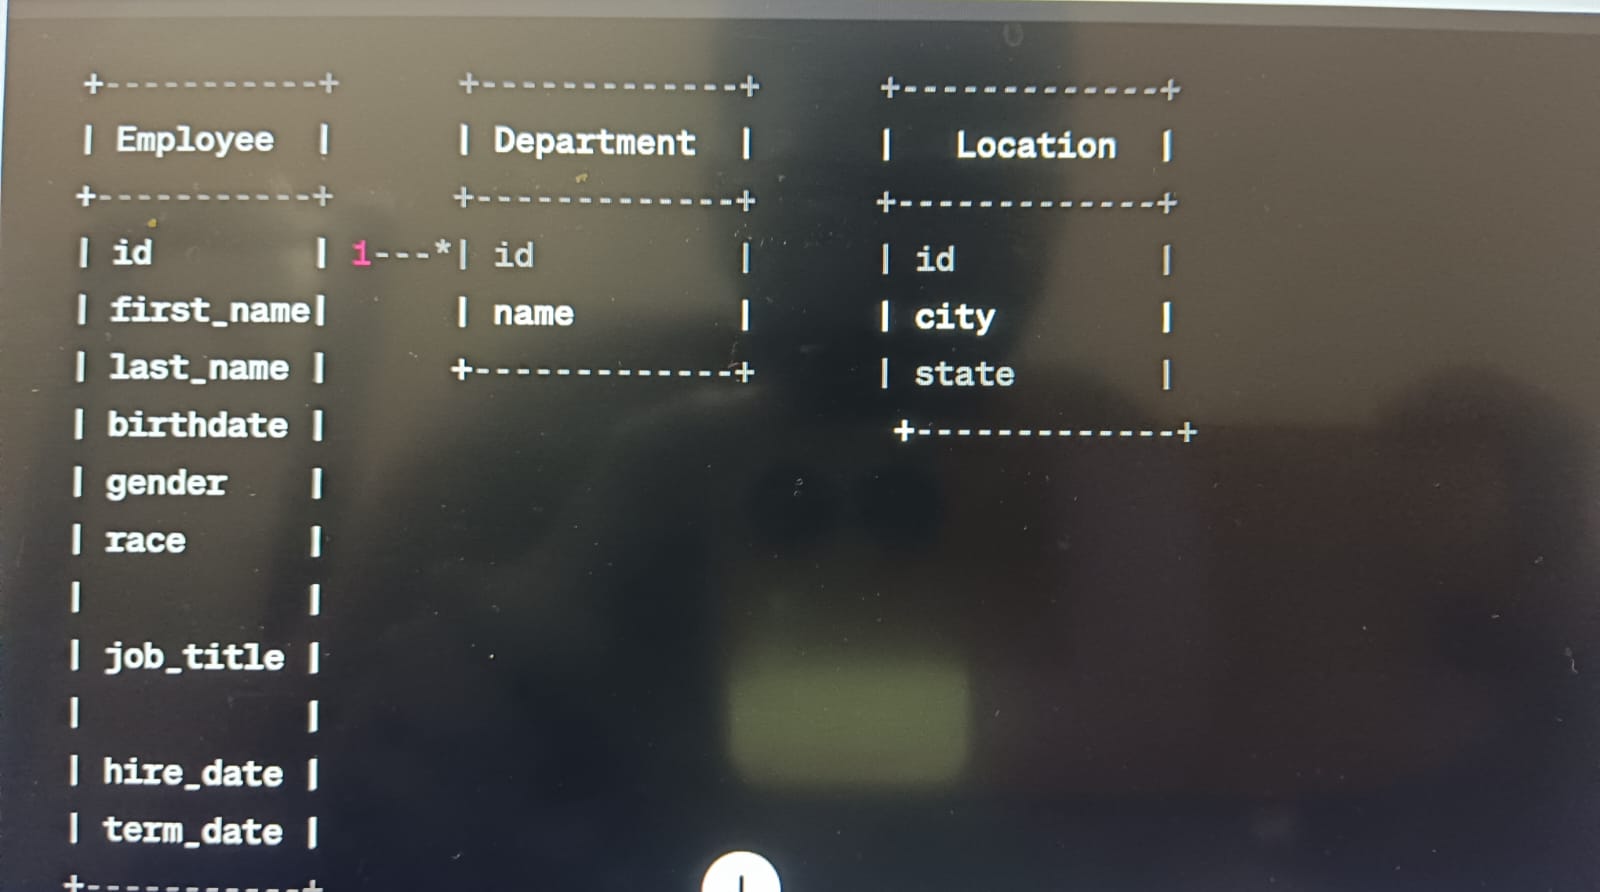 +-----------+ +-------------+ +-------------+
| Employee | | Department | | Location |
+-----------+ +-------------+ +-------------+
| id | 1---*| id | | id |
| first_name| | name | | city |
| last_name | +-------------+ | state |
| birthdate | +-------------+
| gender |
| race |
| |
| job_title |
| |
| hire_date |
| term_date |
+-----------+